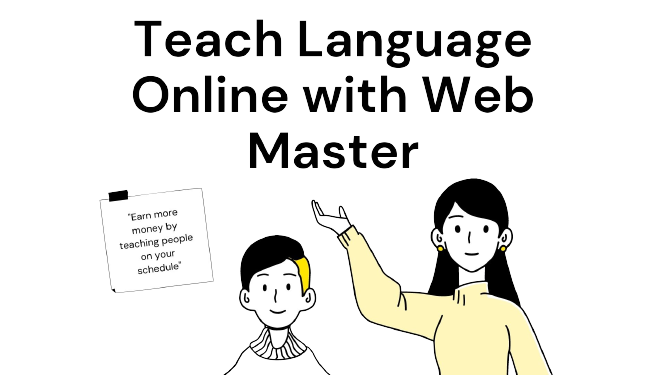 Teach Language
Online with Web
Master
"Earn more
money by
teaching people
on your
schedule"